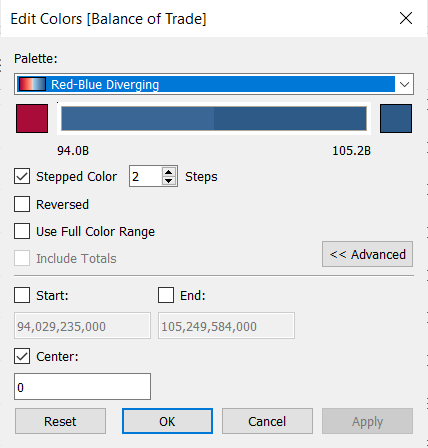 Edit Colors [Balance of Trade]
Palette:
Red-Blue Diverging
94.0B 105.2B
Stepped Color 2 Steps
Reversed
Use Full Color Range
Include Totals << Advanced
Start: End:
94,029,235,000 105,249,584,000
Center:
0
Reset OK Cancel Apply